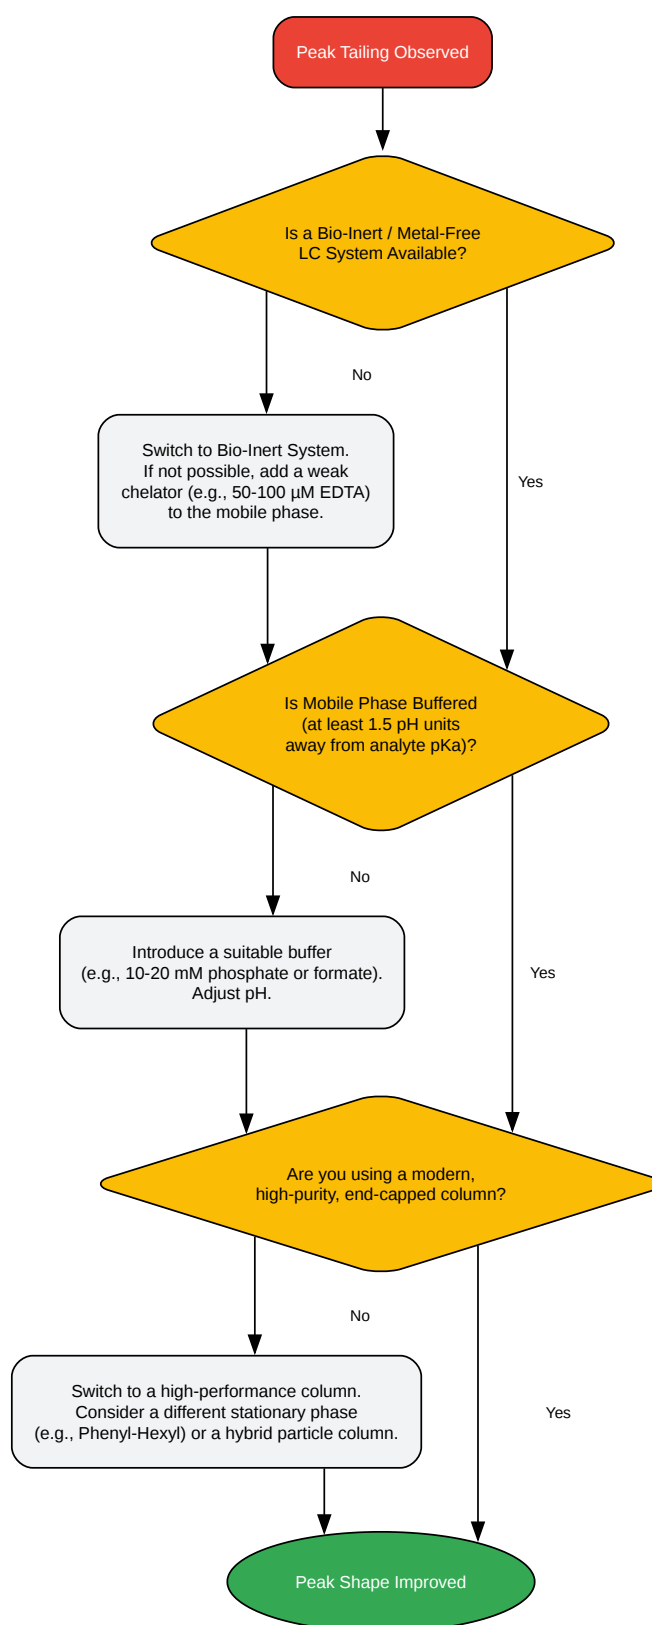 Peak Tailing Observed
Is a Bio-Inert / Metal-Free
LC System Available?
No
Switch to Bio-Inert System.
If not possible, add a weak
chelator (e.g., 50-100 µM EDTA)
to the mobile phase.
Yes
Is Mobile Phase Buffered
(at least 1.5 pH units
away from analyte pKa)?
No
Introduce a suitable buffer
(e.g., 10-20 mM phosphate or formate).
Adjust pH.
Yes
Are you using a modern,
high-purity, end-capped column?
No
Switch to a high-performance column.
Consider a different stationary phase
(e.g., Phenyl-Hexyl) or a hybrid particle column.
Yes
Peak Shape Improved